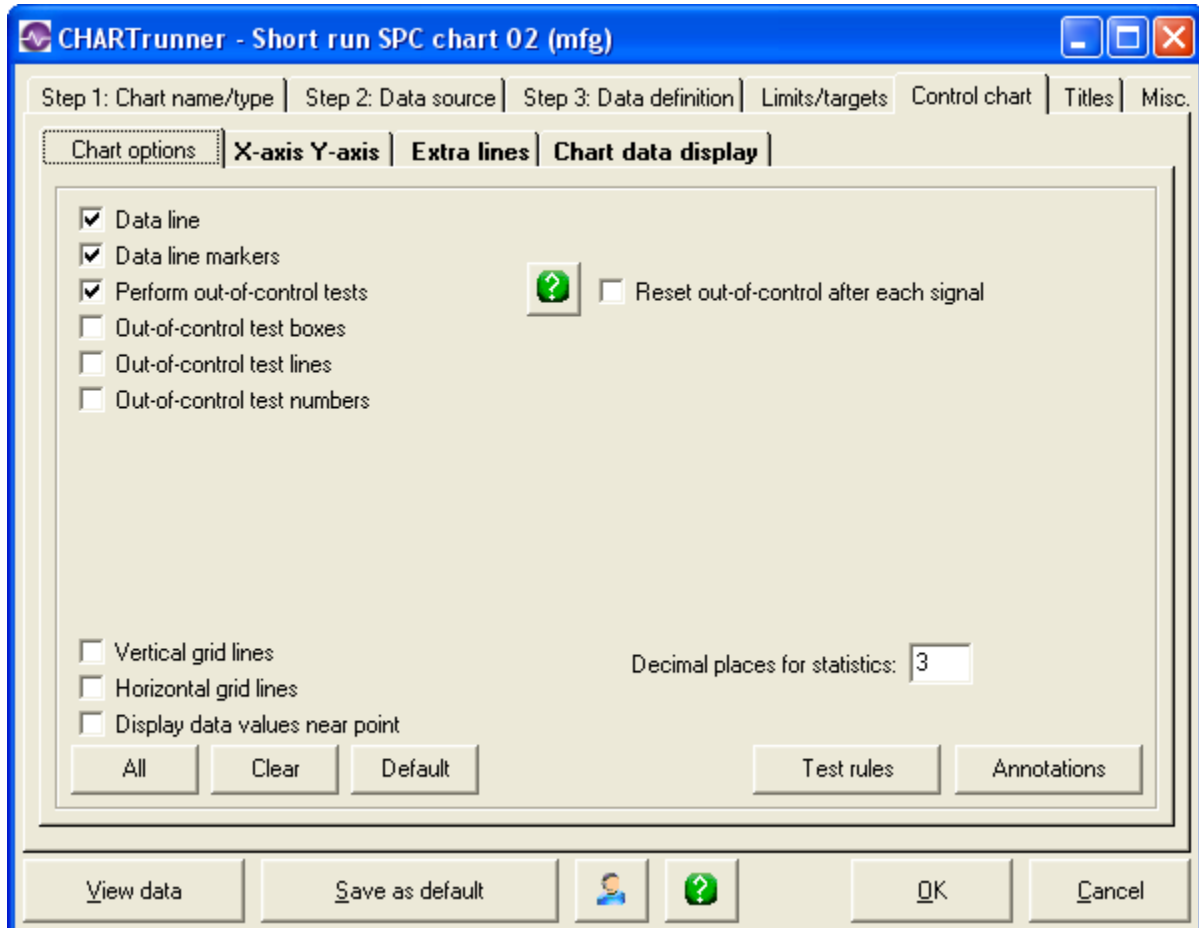 CHARTrunner - Short run SPC chart 02 (mfg)
Step 1: Chart name/type Step 2: Data source Step 3: Data definition Limits/targets Control chart Titles Misc.
Chart options X-axis Y-axis Extra lines Chart data display
Data line
Data line markers
Perform out-of-control tests ? Reset out-of-control after each signal
Out-of-control test boxes
Out-of-control test lines
Out-of-control test numbers
Vertical grid lines
Decimal places for statistics: 3
Horizontal grid lines
Display data values near point
All Clear Default Test rules Annotations
View data Save as default ? OK Cancel